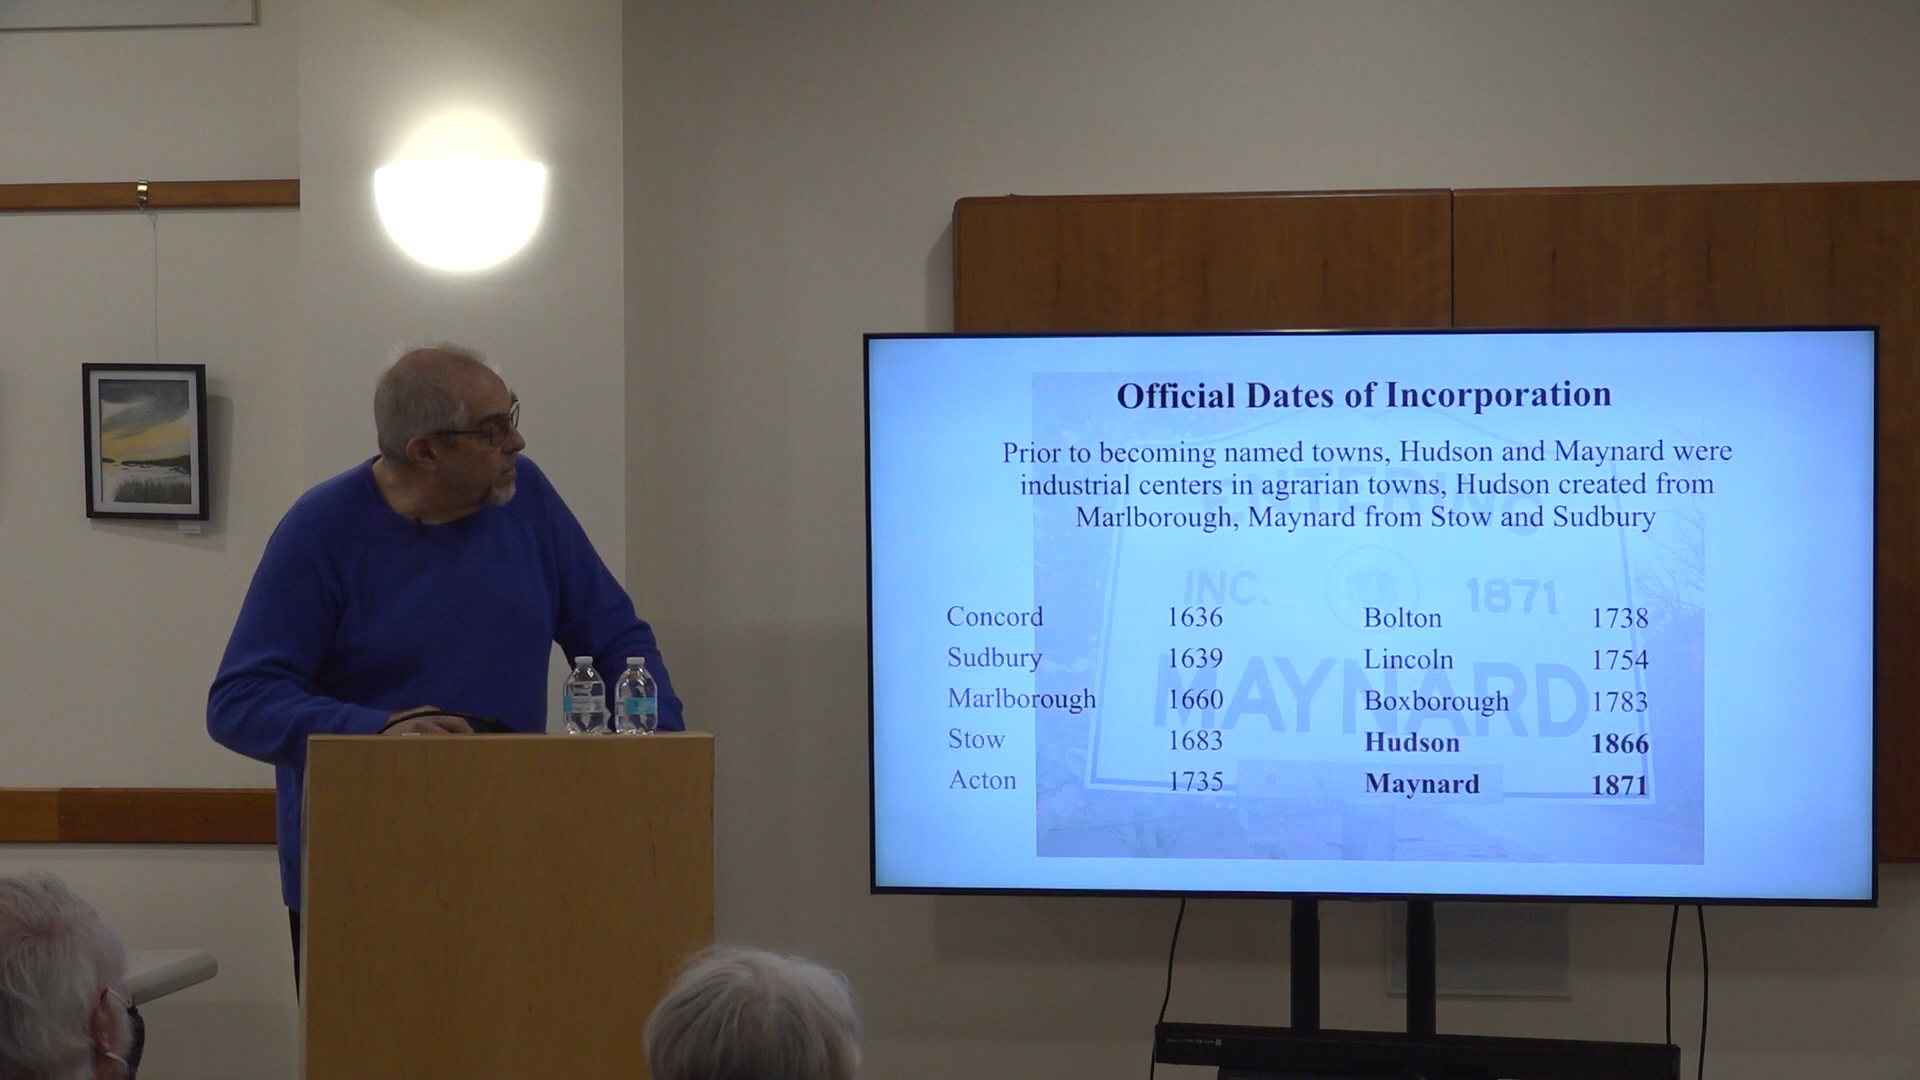 Official Dates of Incorporation
Prior to becoming named towns, Hudson and Maynard were
industrial centers in agrarian towns, Hudson created from
Marlborough, Maynard from Stow and Sudbury
ENTERING
INC. 1871
MAYNARD
Concord 1636 Bolton 1738
Sudbury 1639 Lincoln 1754
Marlborough 1660 Boxborough 1783
Stow 1683 Hudson 1866
Acton 1735 Maynard 1871